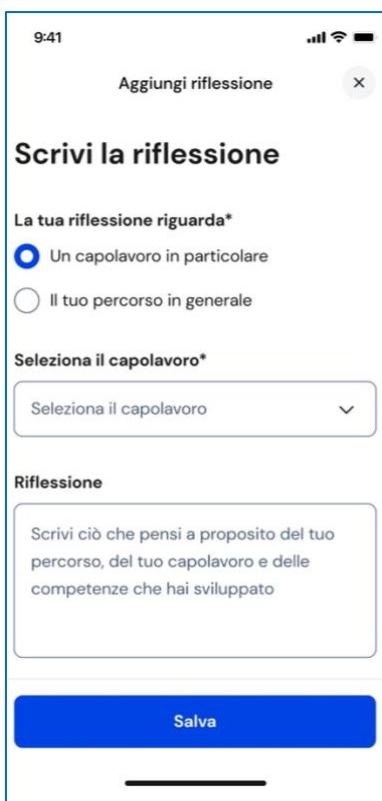 9:41
Aggiungi riflessione
Scrivi la riflessione
La tua riflessione riguarda*
Un capolavoro in particolare
Il tuo percorso in generale
Seleziona il capolavoro*
Seleziona il capolavoro
Riflessione
Scrivi ciò che pensi a proposito del tuo
percorso, del tuo capolavoro e delle
competenze che hai sviluppato
Salva